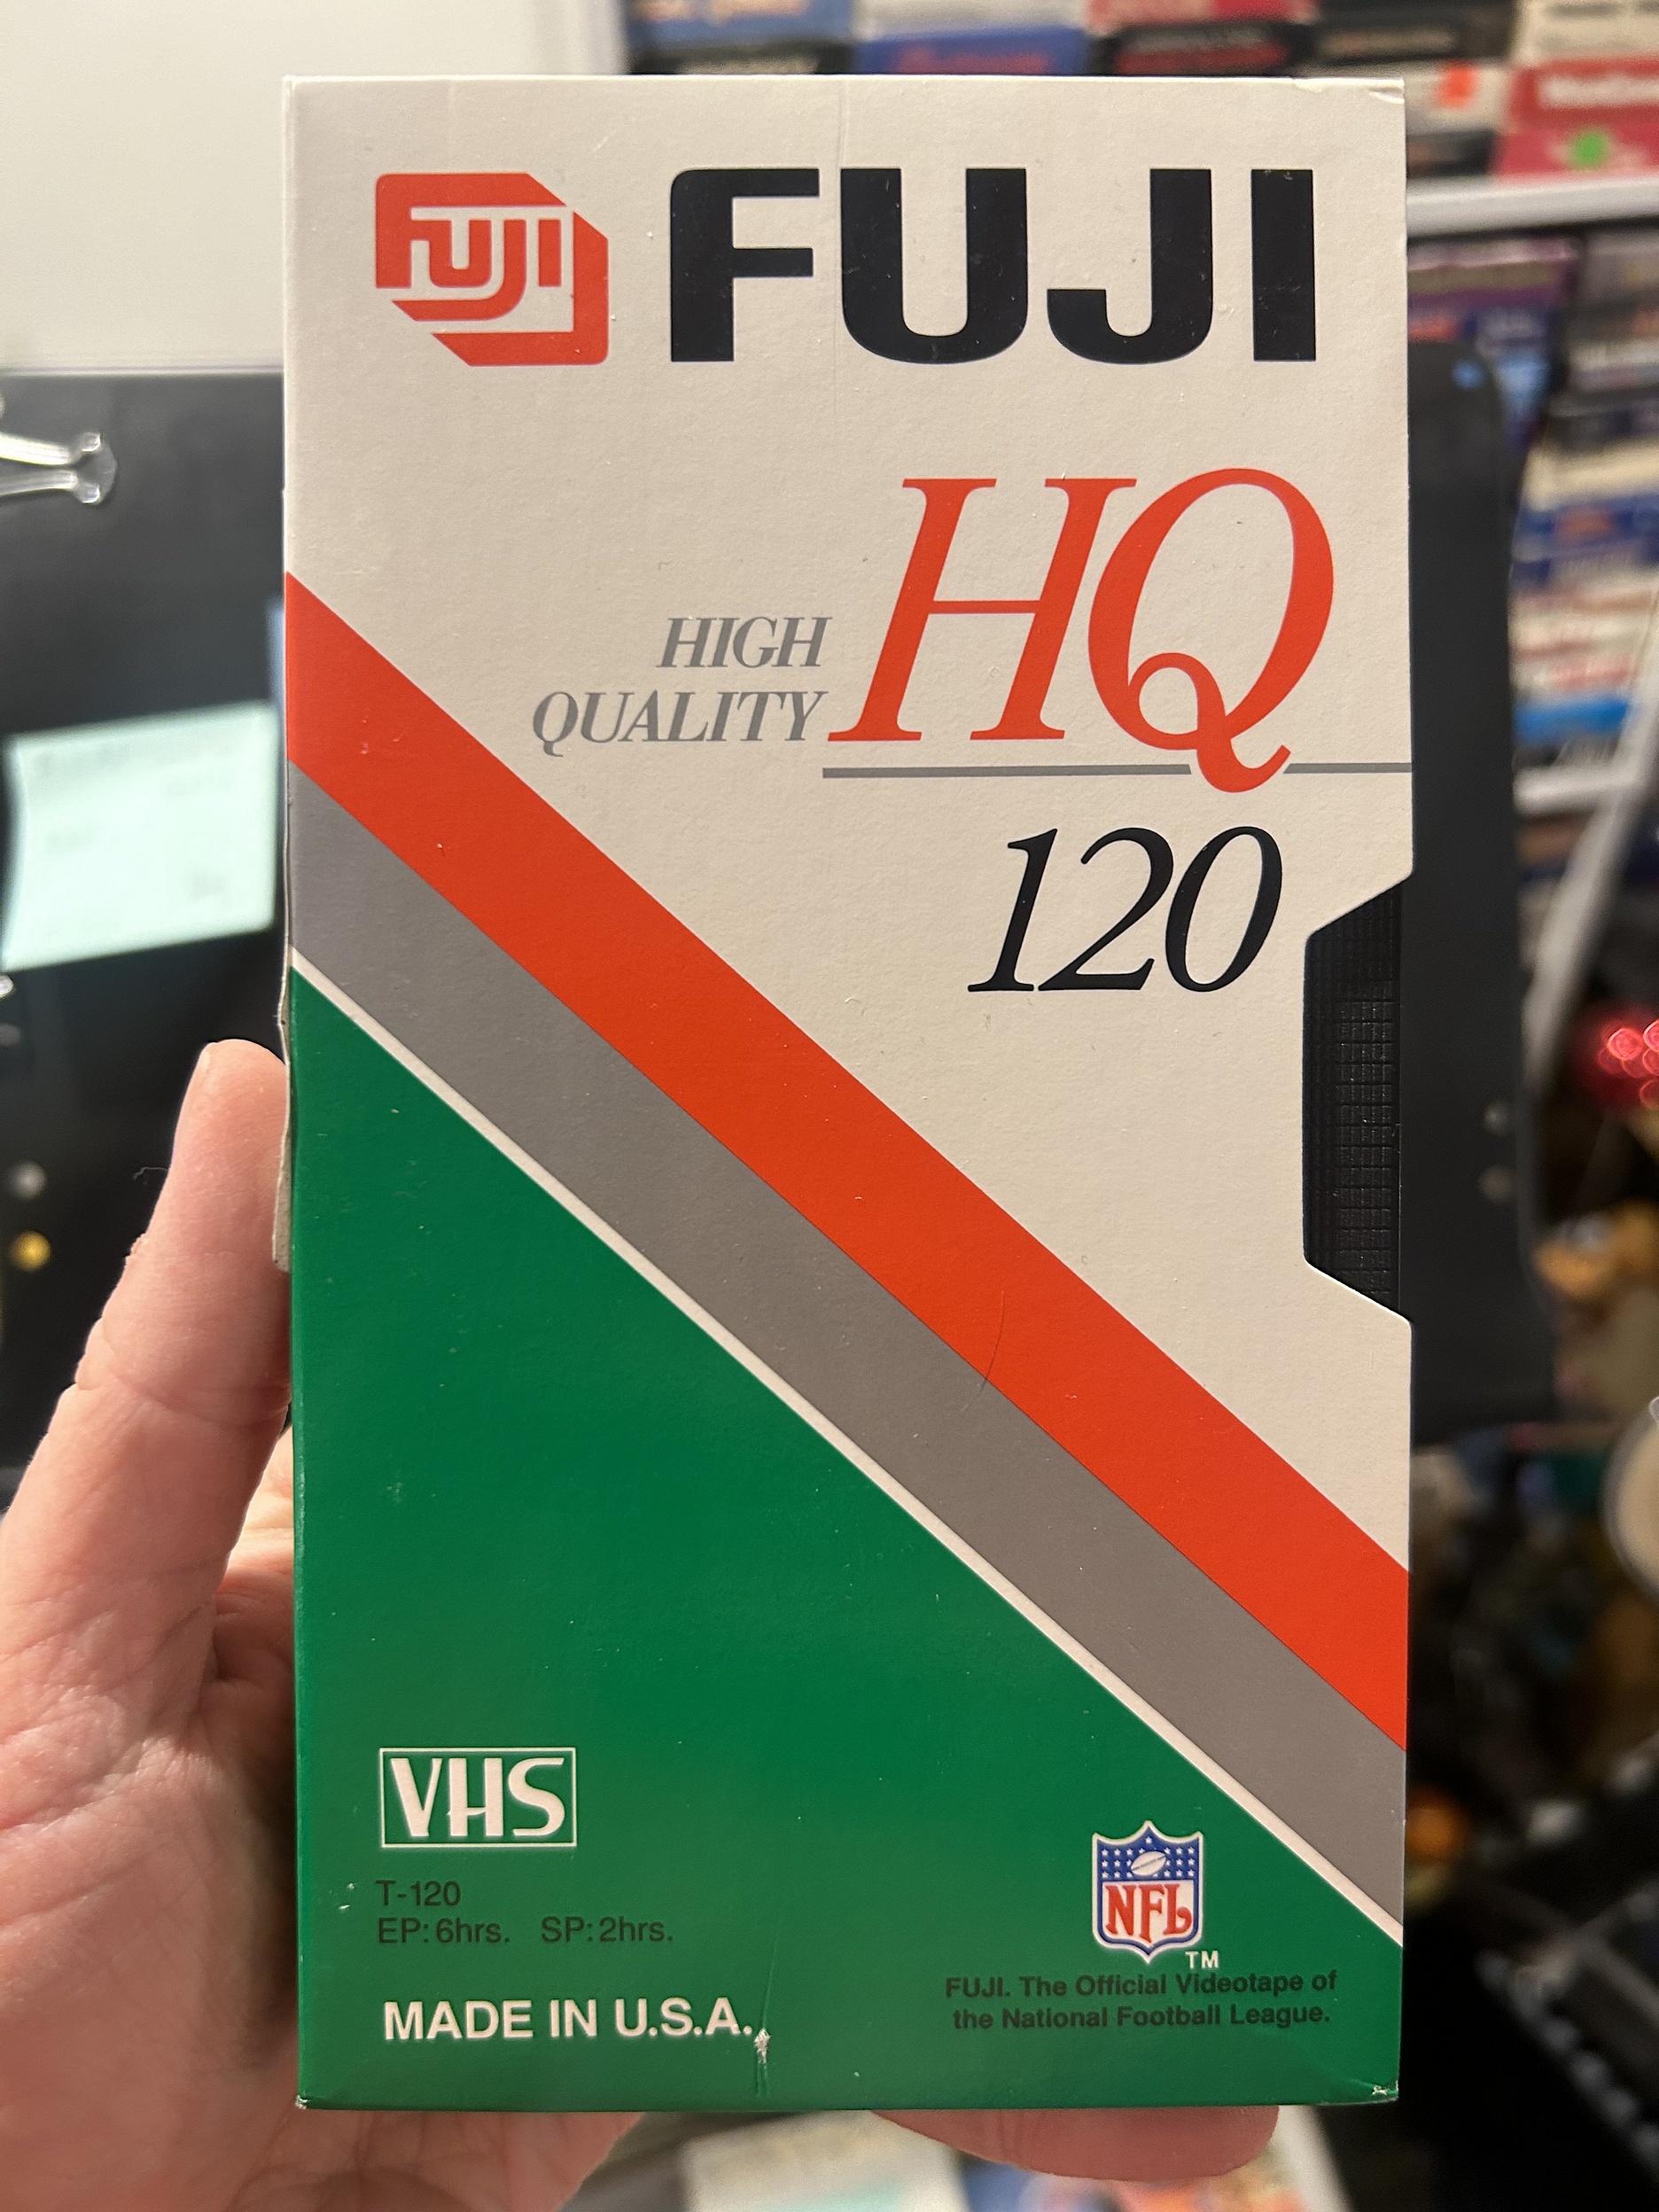 FUJI FUJI
HQ
HIGH
QUALITY
120
VHS
T-120
EP: 6hrs. SP: 2hrs.
MADE IN U.S.A.
NFL
TM
FUJI. The Official Videotape of
the National Football League.